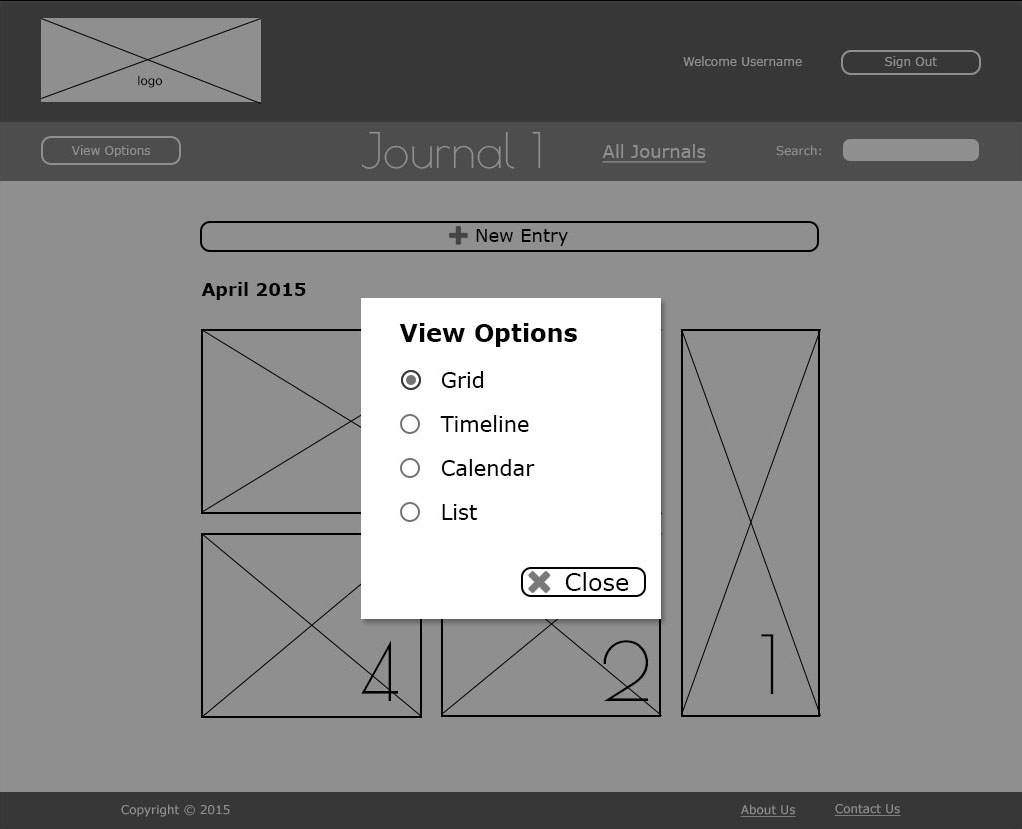 logo
Welcome Username
Sign Out
View Options
Journal 1
All Journals
Search:
New Entry
April 2015
View Options
Grid
Timeline
Calendar
List
Close
4
2
1
Copyright © 2015
About Us
Contact Us